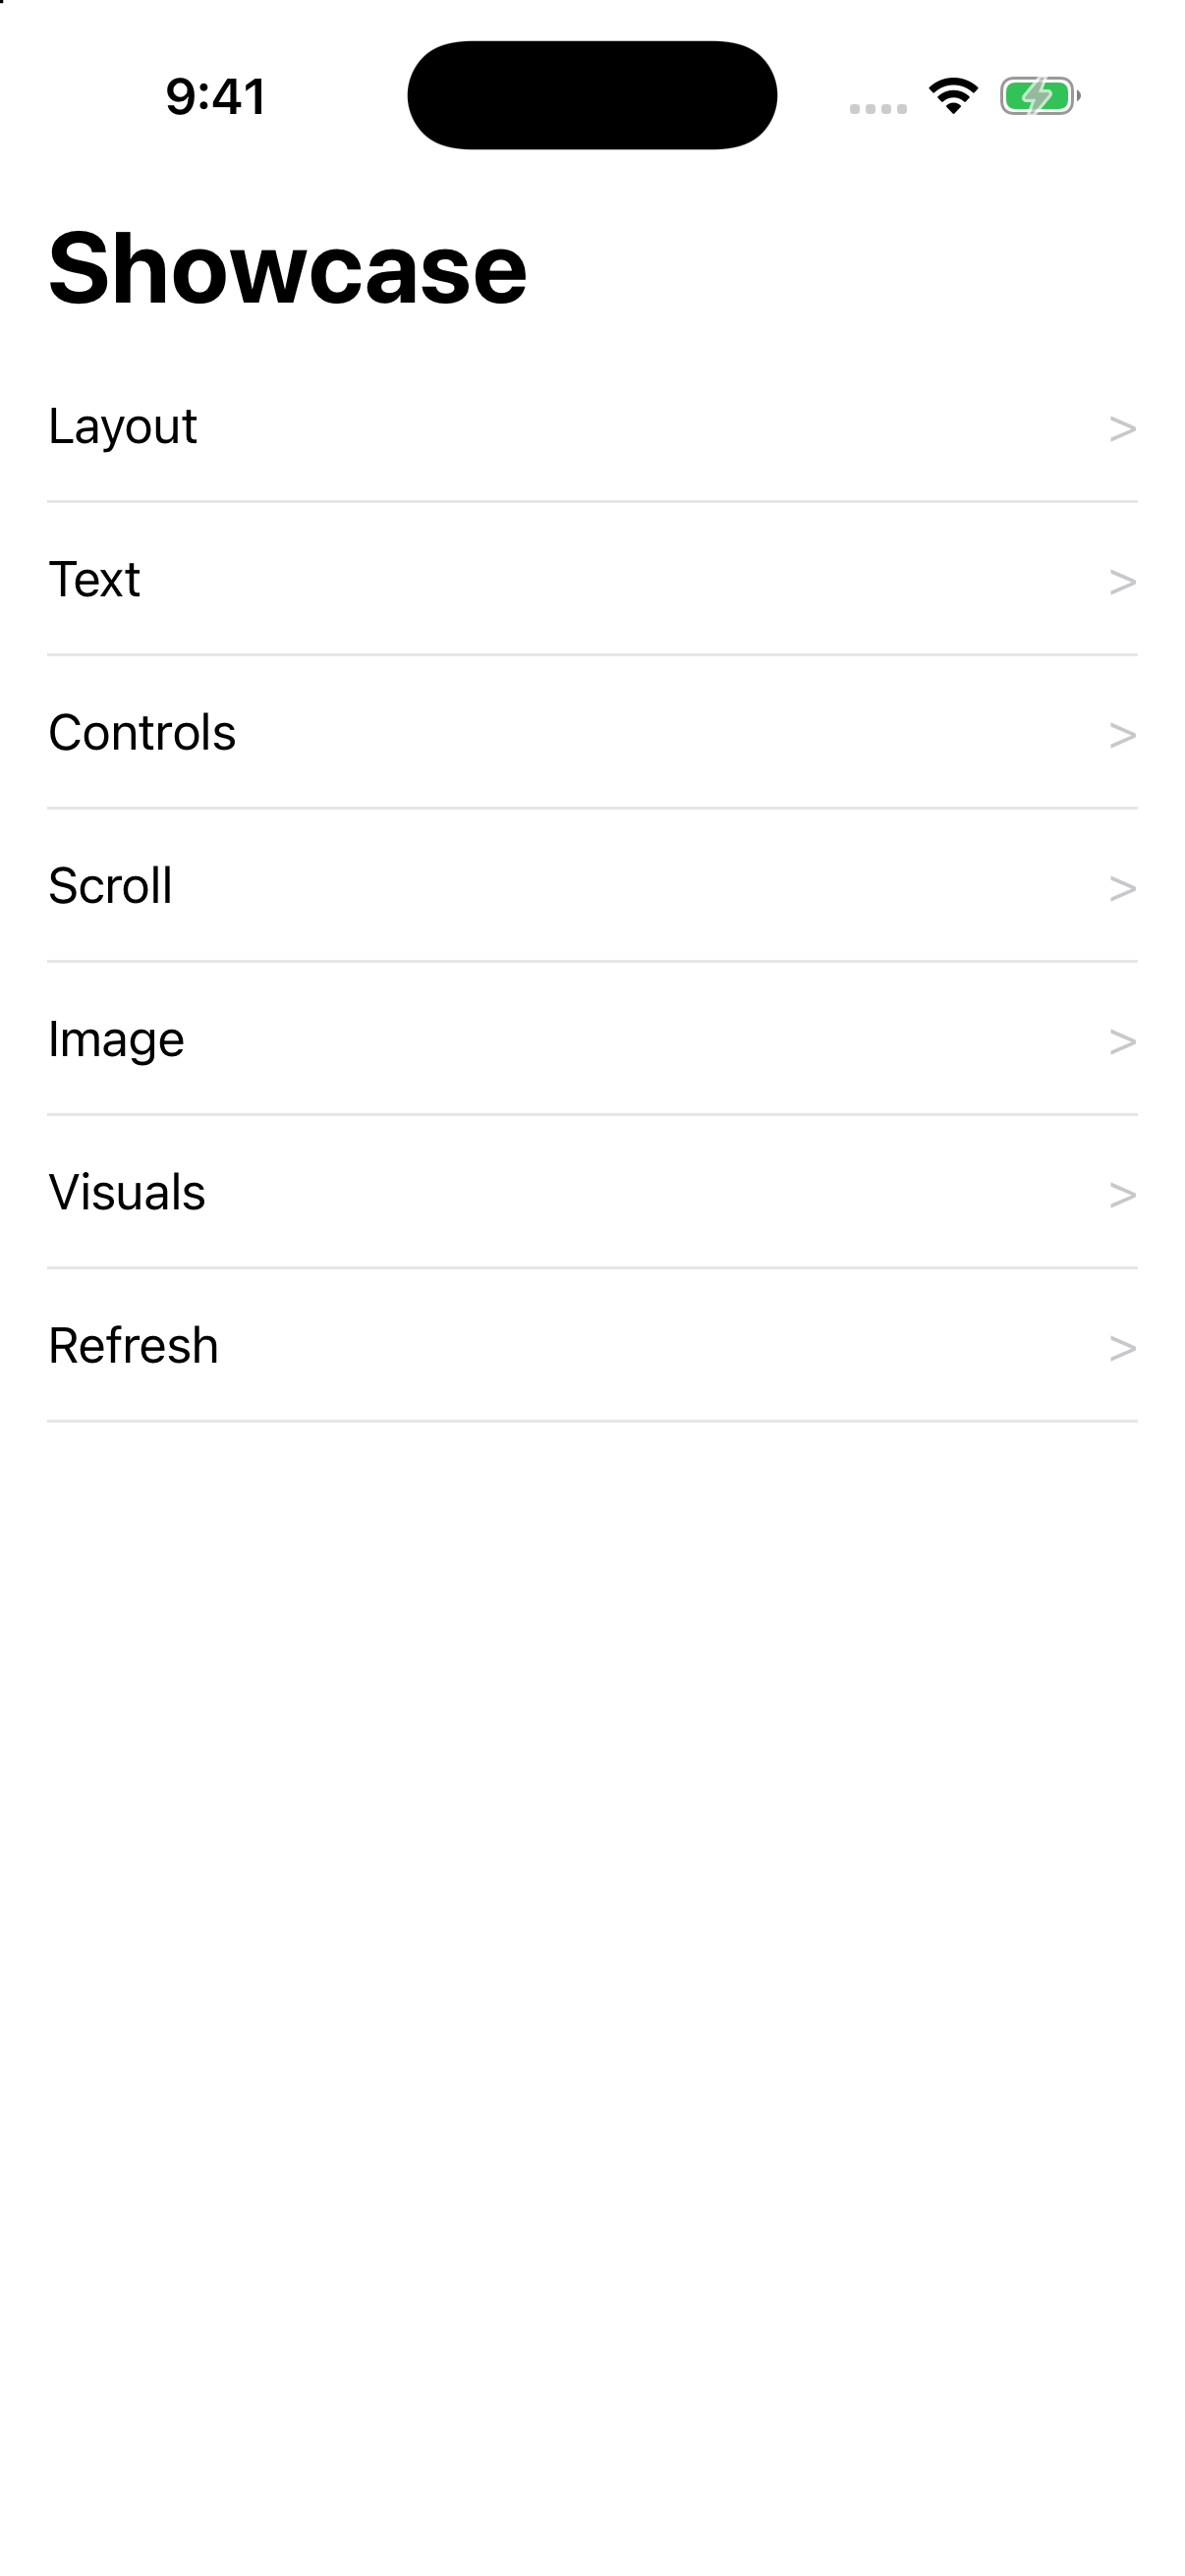 9:41
Showcase
Layout >
Text >
Controls >
Scroll >
Image >
Visuals >
Refresh >